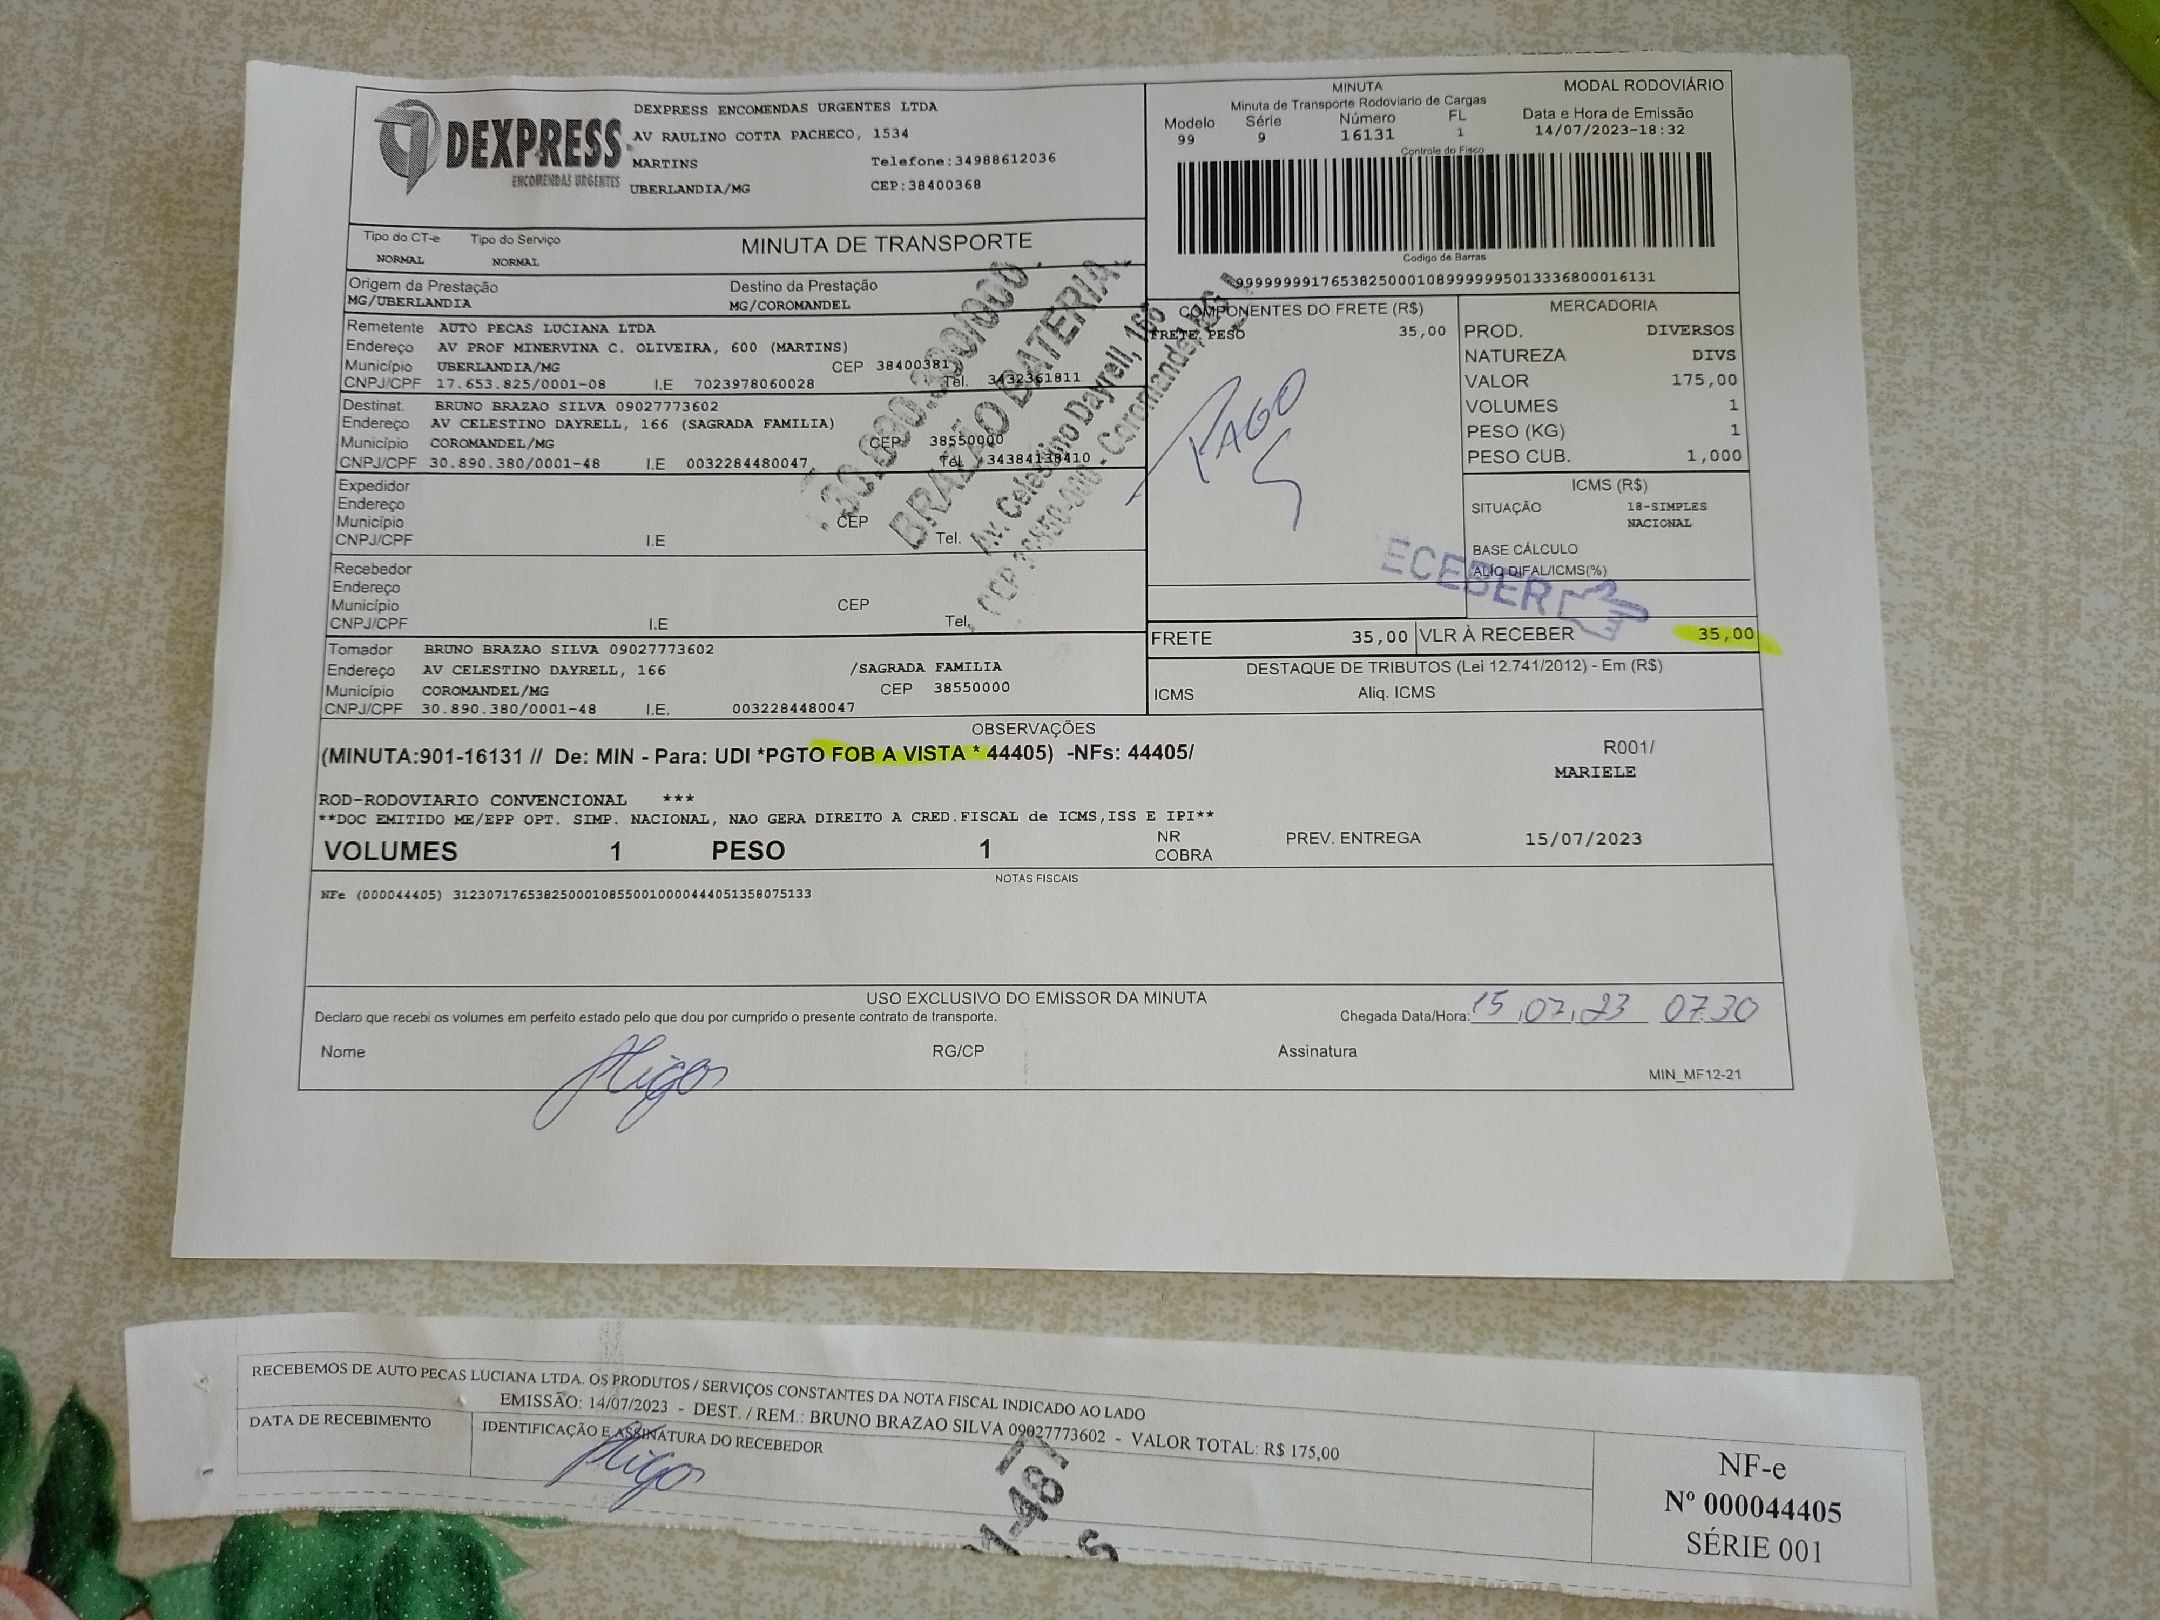 DEXPRESS
ENCOMENDAS URGENTES
DEXPRESS ENCOMENDAS URGENTES LTDA
AV RAULINO COTTA PACHECO, 1534
MARTINS Telefone:34988612036
UBERLANDIA/MG CEP:38400368
MINUTA MODAL RODOVIÁRIO
Minuta de Transporte Rodoviario de Cargas
Modelo Série Número FL Data e Hora de Emissão
99 9 16131 1 14/07/2023-18:32
Controle do Fisco
Codigo de Barras
Tipo do CT-e Tipo do Serviço MINUTA DE TRANSPORTE
NORMAL NORMAL
Origem da Prestação Destino da Prestação
MG/UBERLANDIA MG/COROMANDEL
Remetente AUTO PECAS LUCIANA LTDA
Endereço AV PROF MINERVINA C. OLIVEIRA, 600 (MARTINS)
Município UBERLANDIA/MG CEP 38400381
CNPJ/CPF 17.653.825/0001-08 I.E 7023978060028 Tel. 3432361811
Destinat. BRUNO BRAZAO SILVA 09027773602
Endereço AV CELESTINO DAYRELL, 166 (SAGRADA FAMILIA)
Município COROMANDEL/MG CEP 38550000
CNPJ/CPF 30.890.380/0001-48 I.E 0032284480047 Tel. 34384138410
Expedidor
Endereço
Município CEP
CNPJ/CPF I.E Tel.
Recebedor
Endereço
Município CEP
CNPJ/CPF I.E Tel.
Tomador BRUNO BRAZAO SILVA 09027773602
Endereço AV CELESTINO DAYRELL, 166 /SAGRADA FAMILIA
Município COROMANDEL/MG CEP 38550000
CNPJ/CPF 30.890.380/0001-48 I.E. 0032284480047
BRAZÃO BATERIA
Av. Celestino Dayrell, 166
COMPONENTES DO FRETE (R$)
FRETE PESO 35,00
PAGO
MERCADORIA
PROD. DIVERSOS
NATUREZA DIVS
VALOR 175,00
VOLUMES 1
PESO (KG) 1
PESO CUB. 1,000
ICMS (R$)
SITUAÇÃO 18-SIMPLES
NACIONAL
BASE CÁLCULO
ALÍQ DIFAL/ICMS(%)
ECEBER
FRETE 35,00 VLR À RECEBER 35,00
DESTAQUE DE TRIBUTOS (Lei 12.741/2012) - Em (R$)
ICMS Aliq. ICMS
OBSERVAÇÕES
(MINUTA:901-16131 // De: MIN - Para: UDI *PGTO FOB A VISTA * 44405) -NFs: 44405/ R001/
MARIELE
ROD-RODOVIARIO CONVENCIONAL ***
**DOC EMITIDO ME/EPP OPT. SIMP. NACIONAL, NAO GERA DIREITO A CRED.FISCAL de ICMS,ISS E IPI**
VOLUMES 1 PESO 1 NR COBRA PREV. ENTREGA 15/07/2023
NOTAS FISCAIS
NFe (000044405) 31230717653825000108550010000444051358075133
USO EXCLUSIVO DO EMISSOR DA MINUTA
Declaro que recebi os volumes em perfeito estado pelo que dou por cumprido o presente contrato de transporte. Chegada Data/Hora: 15/07/23 07:30
Nome RG/CP Assinatura
MIN_MF12-21
RECEBEMOS DE AUTO PECAS LUCIANA LTDA. OS PRODUTOS / SERVIÇOS CONSTANTES DA NOTA FISCAL INDICADO AO LADO
EMISSÃO: 14/07/2023 - DEST. / REM.: BRUNO BRAZAO SILVA 09027773602 - VALOR TOTAL: R$ 175,00
DATA DE RECEBIMENTO IDENTIFICAÇÃO E ASSINATURA DO RECEBEDOR
NF-e
Nº 000044405
SÉRIE 001